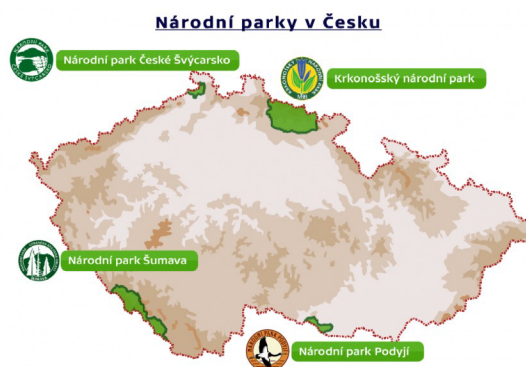 Národní parky v Česku
Národní park České Švýcarsko
Krkonošský národní park
Národní park Šumava
Národní park Podyjí